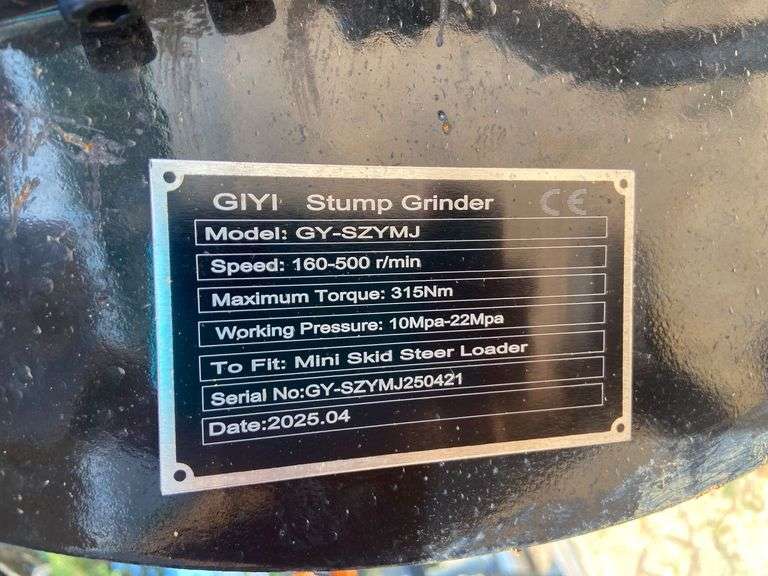 GIYI Stump Grinder CE
Model: GY-SZYMJ
Speed: 160-500 r/min
Maximum Torque: 315Nm
Working Pressure: 10Mpa-22Mpa
To Fit: Mini Skid Steer Loader
Serial No:GY-SZYMJ250421
Date:2025.04